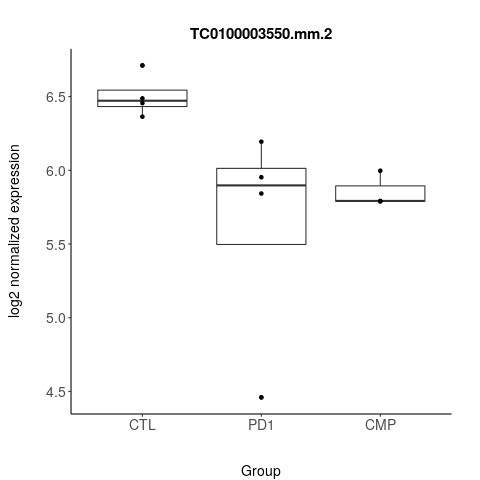 TC0100003550.mm.2
log2 normalized expression
6.5
6.0
5.5
5.0
4.5
CTL PD1 CMP
Group